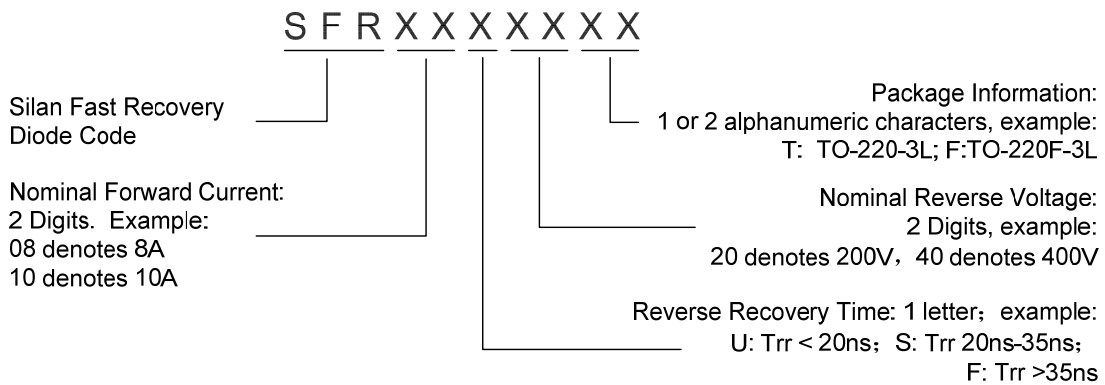 S F R X X X X X X X
Silan Fast Recovery
Diode Code
Nominal Forward Current:
2 Digits. Example:
08 denotes 8A
10 denotes 10A
Package Information:
1 or 2 alphanumeric characters, example:
T: TO-220-3L; F:TO-220F-3L
Nominal Reverse Voltage:
2 Digits, example:
20 denotes 200V，40 denotes 400V
Reverse Recovery Time: 1 letter；example:
U: Trr < 20ns；S: Trr 20ns-35ns；
F: Trr >35ns